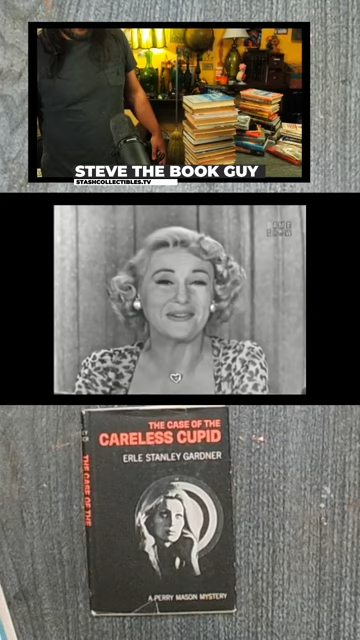 STEVE THE BOOK GUY
STASHCOLLECTIBLES.TV
THE CASE OF THE
CARELESS CUPID
ERLE STANLEY GARDNER
THE CASE OF THE
A PERRY MASON MYSTERY